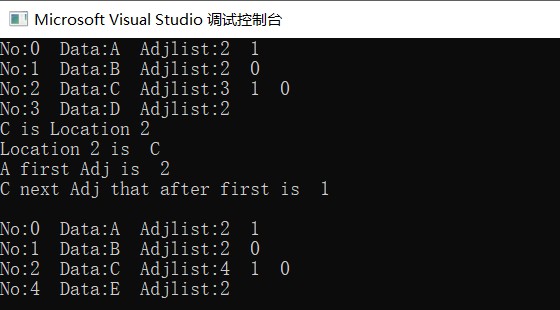 Microsoft Visual Studio 调试控制台
No:0  Data:A  Adjlist:2  1
No:1  Data:B  Adjlist:2  0
No:2  Data:C  Adjlist:3  1  0
No:3  Data:D  Adjlist:2
C is Location 2
Location 2 is  C
A first Adj is  2
C next Adj that after first is  1
No:0  Data:A  Adjlist:2  1
No:1  Data:B  Adjlist:2  0
No:2  Data:C  Adjlist:4  1  0
No:4  Data:E  Adjlist:2